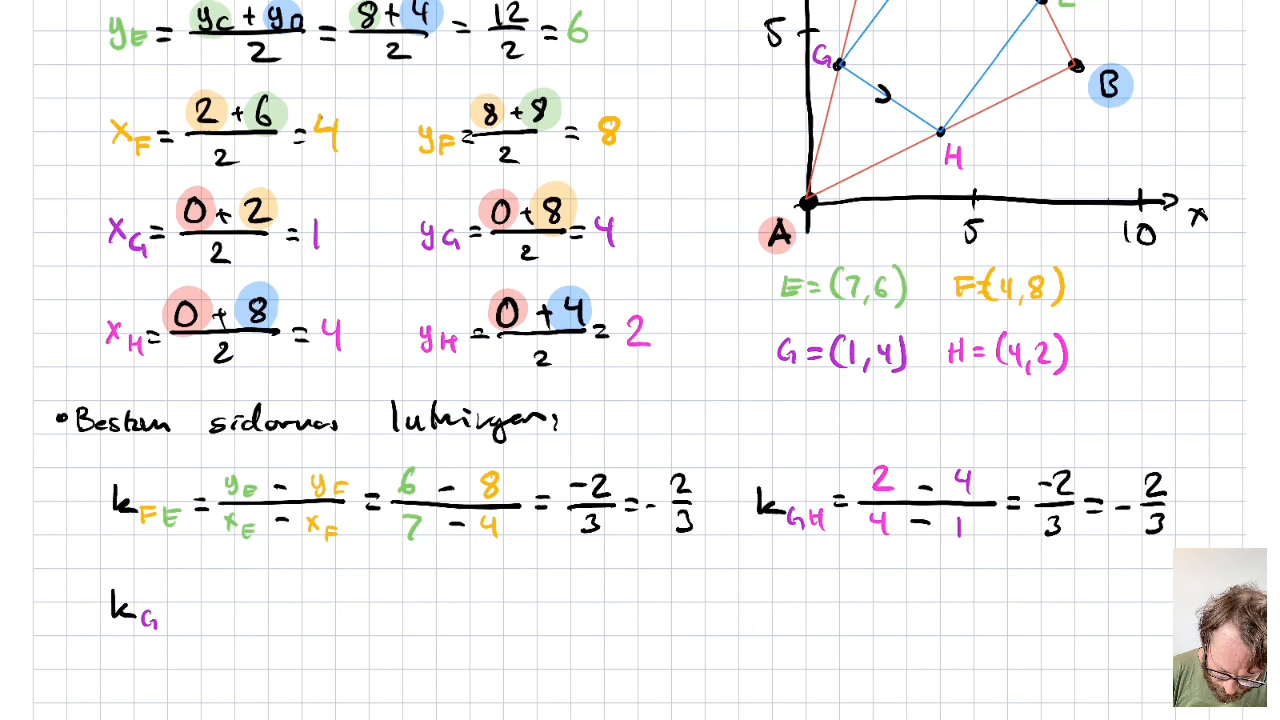 y_E = (y_C + y_B)/2 = (8 + 4)/2 = 12/2 = 6
x_F = (2 + 6)/2 = 4 y_F = (8 + 8)/2 = 8
x_G = (0 + 2)/2 = 1 y_G = (0 + 8)/2 = 4
x_H = (0 + 8)/2 = 4 y_H = (0 + 4)/2 = 2
• Bestäm sidornas lutningar:
k_FE = (y_E - y_F)/(x_E - x_F) = (6 - 8)/(7 - 4) = -2/3 = -2/3
k_GH = (2 - 4)/(4 - 1) = -2/3 = -2/3
k_G
5
G
E
B
H
A
5
10
x
E = (7,6) F = (4,8)
G = (1,4) H = (4,2)